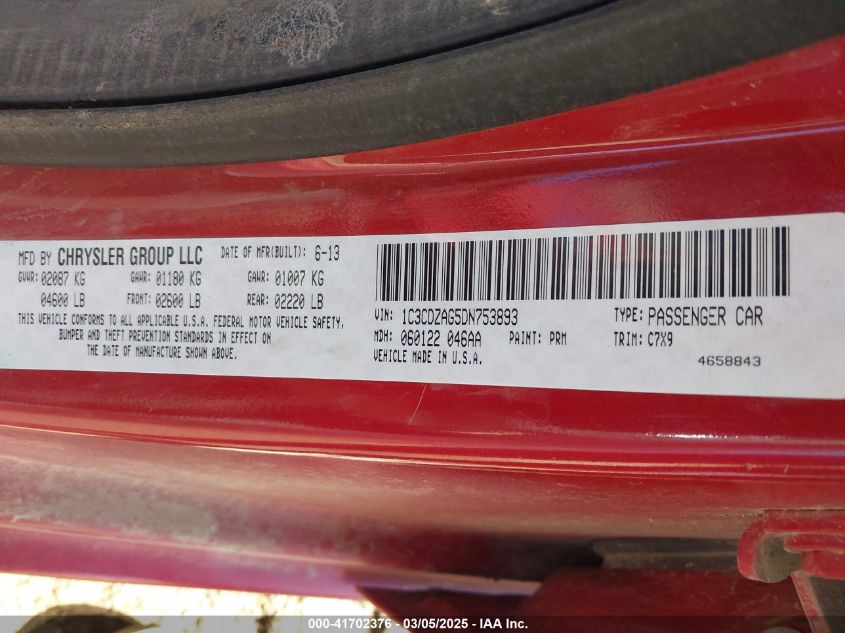 MFD BY CHRYSLER GROUP LLC DATE OF MFR(BUILT): 6-13
GVWR: 02087 KG GAWR: 01180 KG GAWR: 01007 KG
04600 LB FRONT: 02600 LB REAR: 02220 LB
THIS VEHICLE CONFORMS TO ALL APPLICABLE U.S.A. FEDERAL MOTOR VEHICLE SAFETY,
BUMPER AND THEFT PREVENTION STANDARDS IN EFFECT ON
THE DATE OF MANUFACTURE SHOWN ABOVE.
VIN: 1C3CDZAG5DN753893 TYPE: PASSENGER CAR
MDH: 060122 046AA PAINT: PRM TRIM: C7X9
VEHICLE MADE IN U.S.A. 4658843
000-41702376 - 03/05/2025 - IAA Inc.